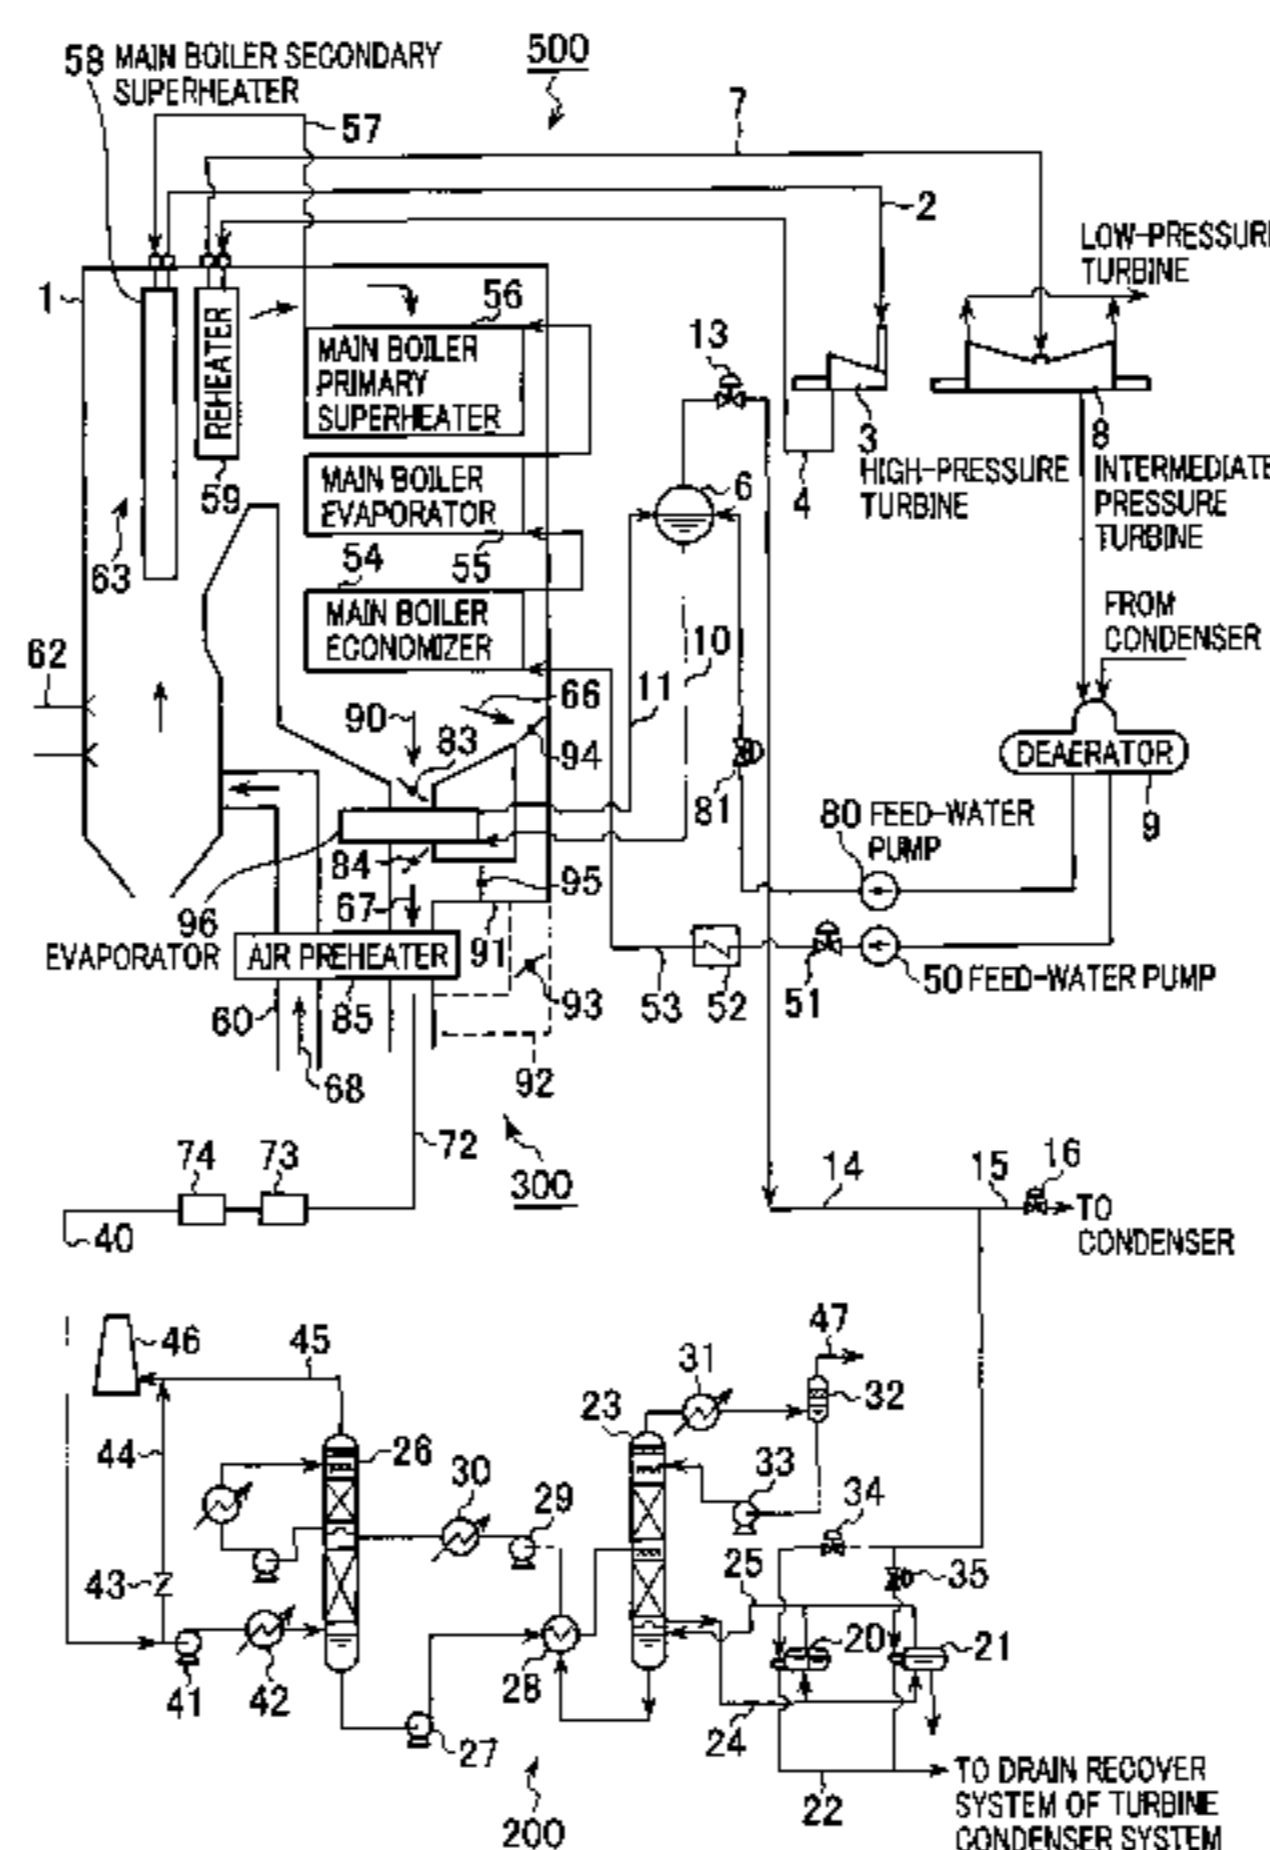 500
58 MAIN BOILER SECONDARY
SUPERHEATER
57
7
2
LOW-PRESSURE
TURBINE
1
56
13
MAIN BOILER
PRIMARY
SUPERHEATER
REHEATER
59
3
HIGH-PRESSURE
TURBINE
4
8
INTERMEDIATE
PRESSURE
TURBINE
6
MAIN BOILER
EVAPORATOR
55
63
54
MAIN BOILER
ECONOMIZER
FROM
CONDENSER
62
10
11
66
90
83
94
81
DEAERATOR
9
80 FEED-WATER
PUMP
84
95
96
EVAPORATOR
67
91
AIR PREHEATER
93
53
52
51
50 FEED-WATER PUMP
60
85
68
92
72
300
74
73
40
14
15
16
TO
CONDENSER
46
45
47
31
32
23
44
26
30
29
33
34
43
25
35
20
21
41
42
28
27
24
22
200
TO DRAIN RECOVER
SYSTEM OF TURBINE
CONDENSER SYSTEM